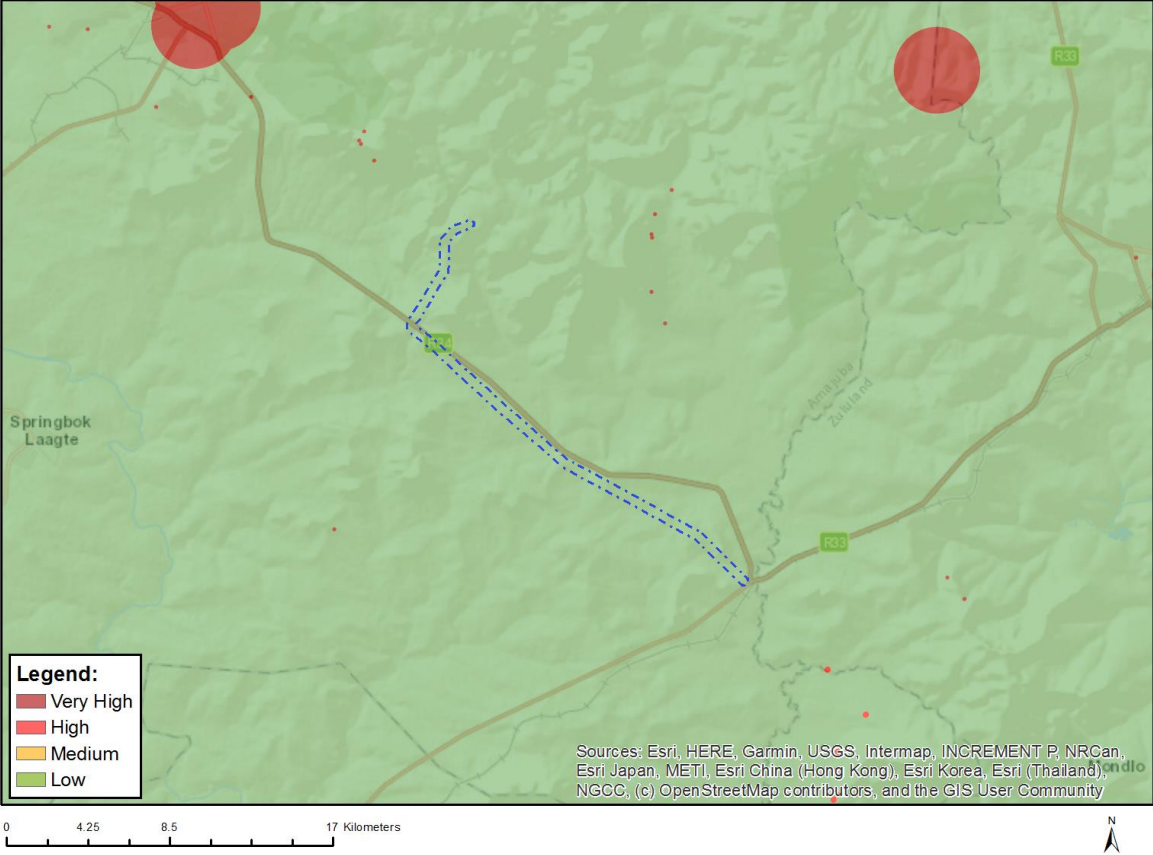 R33
R34
Springbok
Laagte
Amajuba
Zululand
R33
Legend:
Very High
High
Medium
Low
Sources: Esri, HERE, Garmin, USGS, Intermap, INCREMENT P, NRCan,
Esri Japan, METI, Esri China (Hong Kong), Esri Korea, Esri (Thailand),
NGCC, (c) OpenStreetMap contributors, and the GIS User Community
Mondlo
0 4.25 8.5 17 Kilometers
N